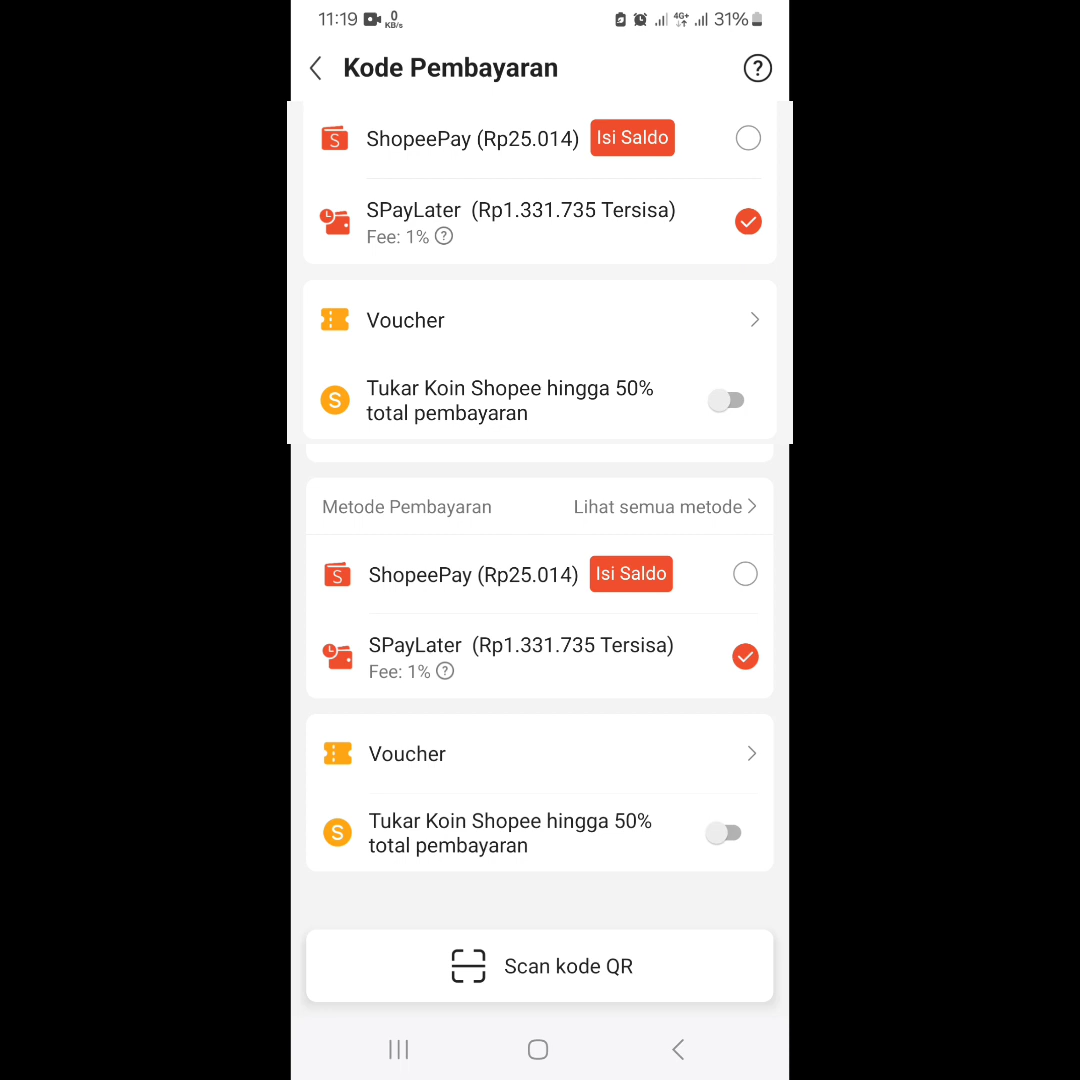 11:19 0 KB/s 4G+ 31%
Kode Pembayaran ?
S ShopeePay (Rp25.014) Isi Saldo
SPayLater (Rp1.331.735 Tersisa)
Fee: 1% ?
Voucher
S Tukar Koin Shopee hingga 50%
total pembayaran
Metode Pembayaran Lihat semua metode
S ShopeePay (Rp25.014) Isi Saldo
SPayLater (Rp1.331.735 Tersisa)
Fee: 1% ?
Voucher
S Tukar Koin Shopee hingga 50%
total pembayaran
Scan kode QR